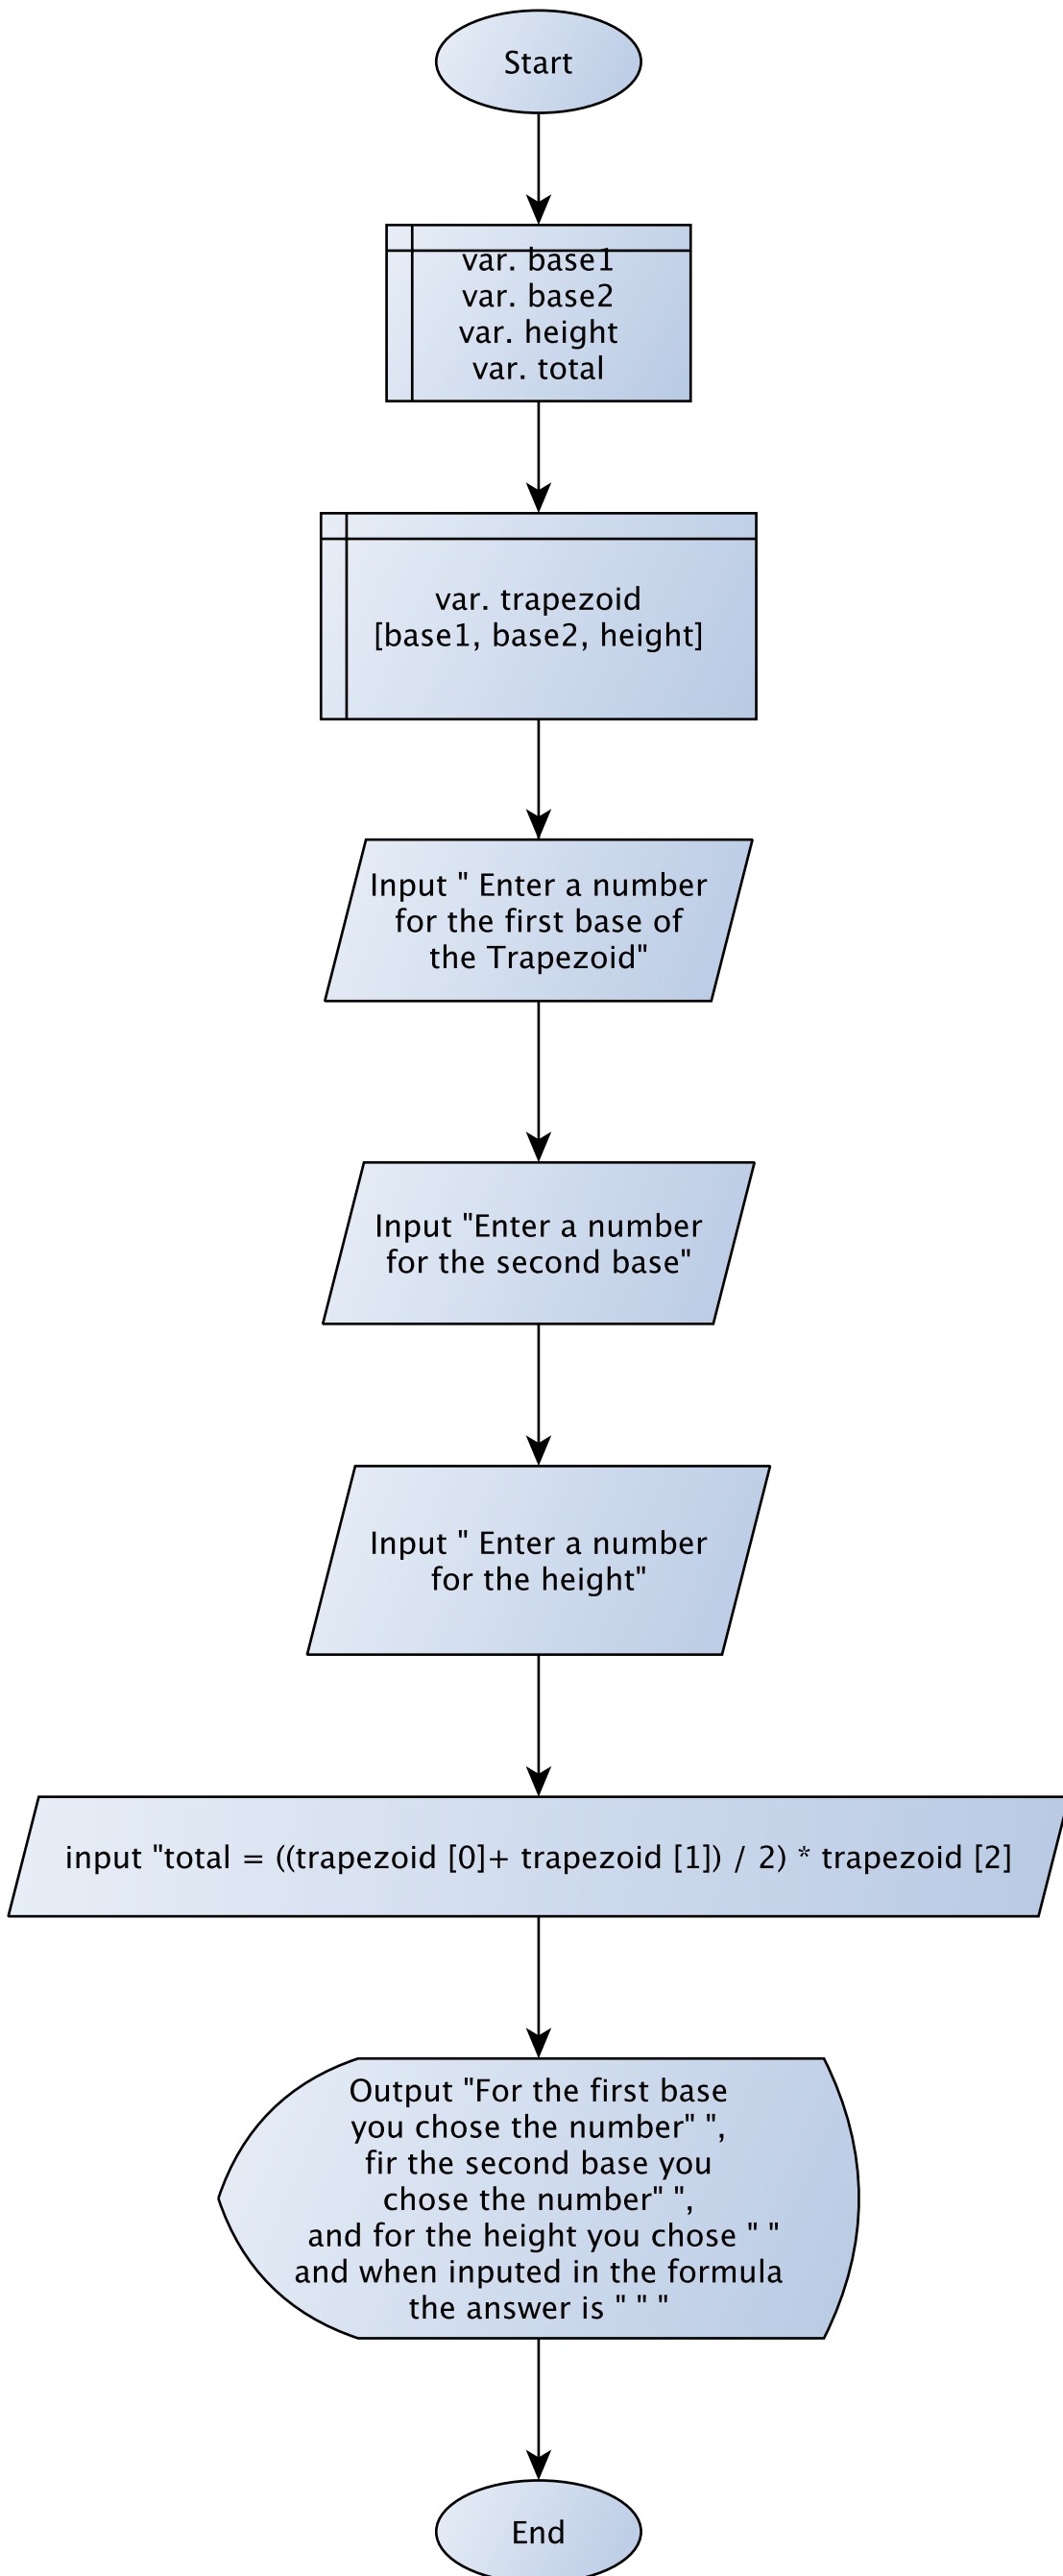 Start
var. base1
var. base2
var. height
var. total
var. trapezoid
[base1, base2, height]
Input " Enter a number
for the first base of
the Trapezoid"
Input "Enter a number
for the second base"
Input " Enter a number
for the height"
input "total = ((trapezoid [0]+ trapezoid [1]) / 2) * trapezoid [2]
Output "For the first base
you chose the number" ",
fir the second base you
chose the number" ",
and for the height you chose " "
and when inputed in the formula
the answer is " " "
End